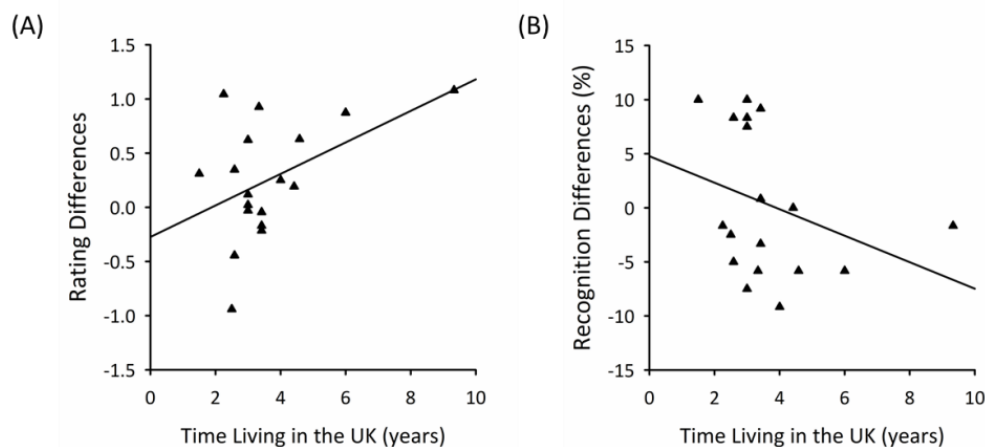 (A)
Rating Differences
1.5
1.0
0.5
0.0
-0.5
-1.0
-1.5
0 2 4 6 8 10
Time Living in the UK (years)
(B)
Recognition Differences (%)
15
10
5
0
-5
-10
-15
0 2 4 6 8 10
Time Living in the UK (years)